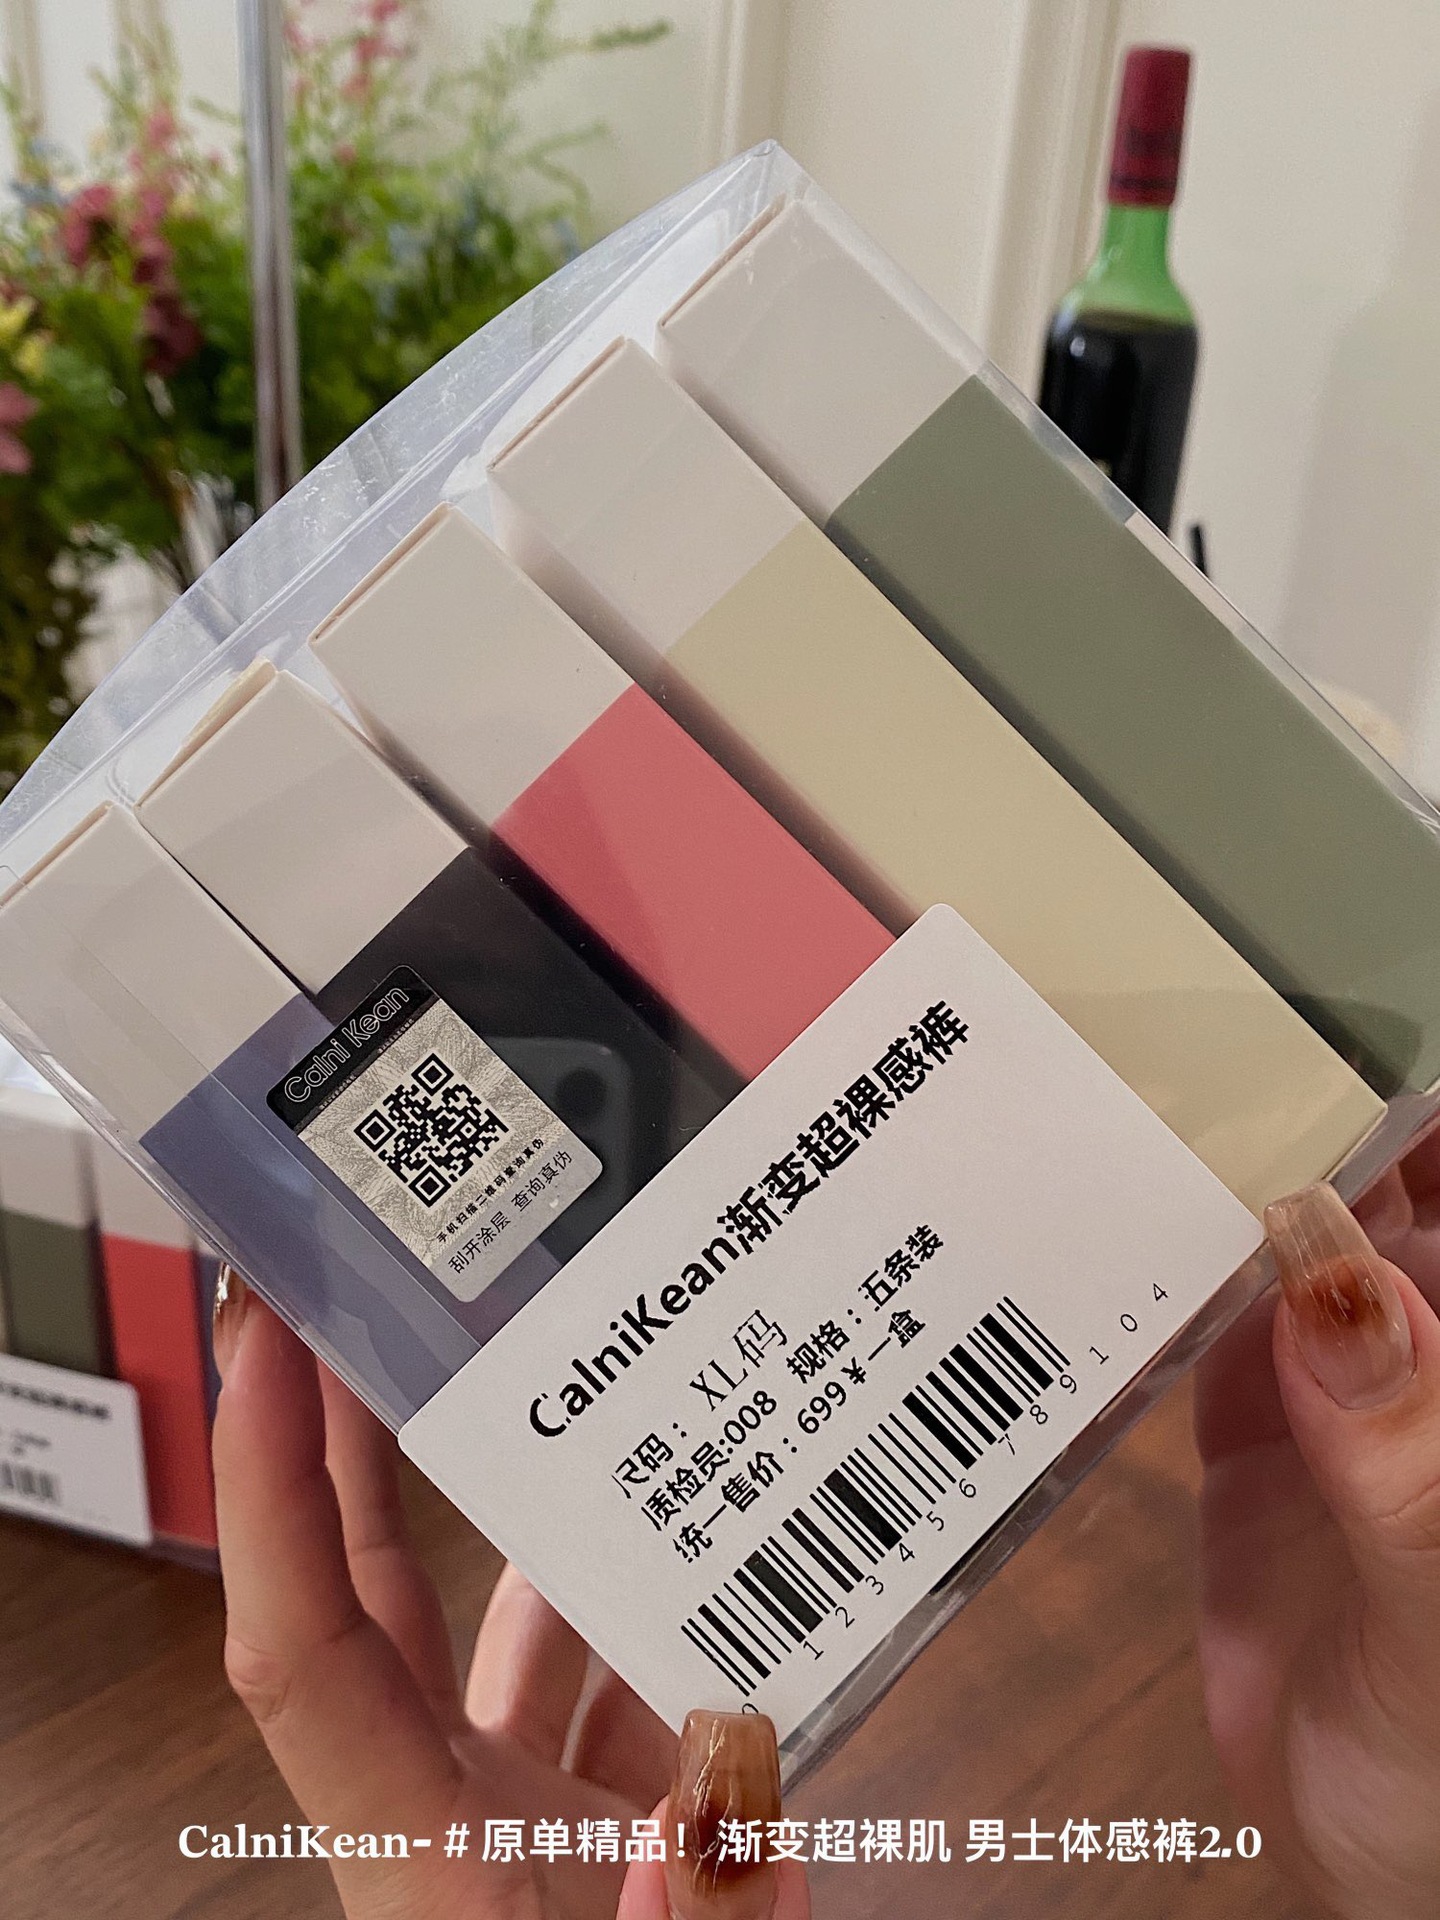 Calni Kean
手机扫描二维码查询真伪
刮开涂层 查询真伪
CalniKean渐变超裸感裤
尺码： XL码
质检员:008 规格：五条装
统一售价：699¥一盒
0 1 2 3 4 5 6 7 8 9 1 0 4
CalniKean-＃原单精品！渐变超裸肌 男士体感裤2.0